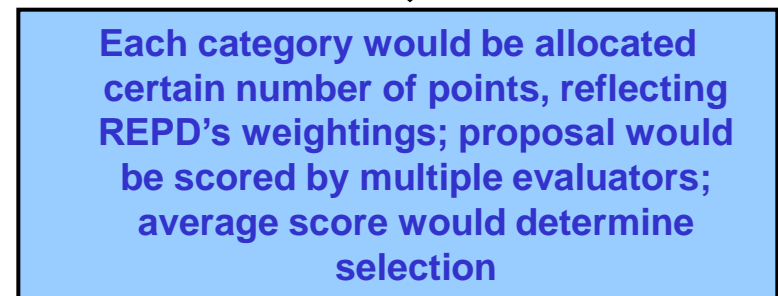 Each category would be allocated
certain number of points, reflecting
REPD's weightings; proposal would
be scored by multiple evaluators;
average score would determine
selection